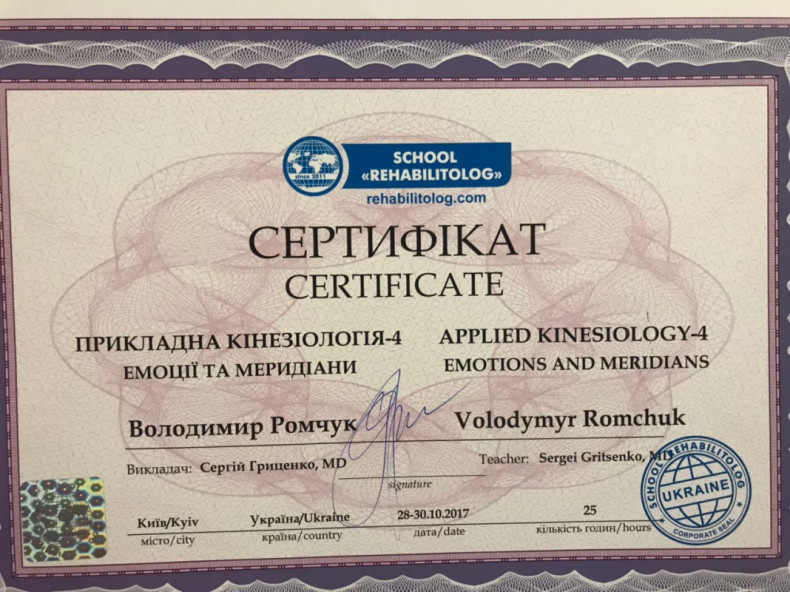 SCHOOL
«REHABILITOLOG»
since 2011
rehabilitolog.com
СЕРТИФІКАТ
CERTIFICATE
ПРИКЛАДНА КІНЕЗІОЛОГІЯ-4
ЕМОЦІЇ ТА МЕРИДІАНИ
APPLIED KINESIOLOGY-4
EMOTIONS AND MERIDIANS
Володимир Ромчук
Volodymyr Romchuk
Викладач: Сергій Гриценко, MD
Teacher: Sergei Gritsenko, MD
signature
Київ/Kyiv Україна/Ukraine 28-30.10.2017 25
місто/city країна/country дата/date кількість годин/hours
SCHOOL REHABILITOLOG
UKRAINE
CORPORATE SEAL